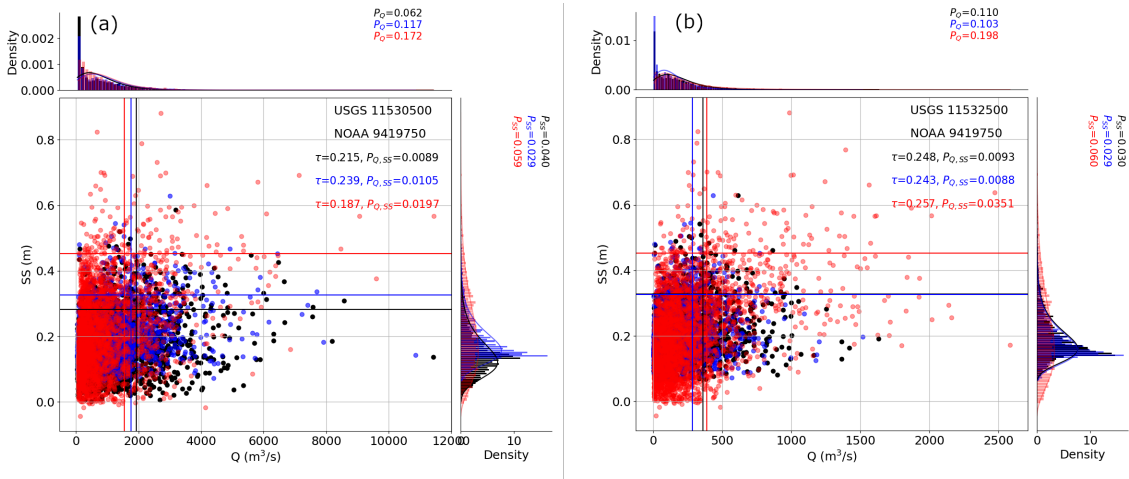 (a)
P_Q=0.062
P_Q=0.117
P_Q=0.172
Density
0.002
0.001
0.000
USGS 11530500
NOAA 9419750
τ=0.215, P_Q,SS=0.0089
τ=0.239, P_Q,SS=0.0105
τ=0.187, P_Q,SS=0.0197
SS (m)
0.8
0.6
0.4
0.2
0.0
0 2000 4000 6000 8000 10000 12000
Q (m³/s)
P_SS=0.040
P_SS=0.029
P_SS=0.059
0 10
Density
(b)
P_Q=0.110
P_Q=0.103
P_Q=0.198
Density
0.01
0.00
USGS 11532500
NOAA 9419750
τ=0.248, P_Q,SS=0.0093
τ=0.243, P_Q,SS=0.0088
τ=0.257, P_Q,SS=0.0351
SS (m)
0.8
0.6
0.4
0.2
0.0
0 500 1000 1500 2000 2500
Q (m³/s)
P_SS=0.030
P_SS=0.029
P_SS=0.060
0 10
Density